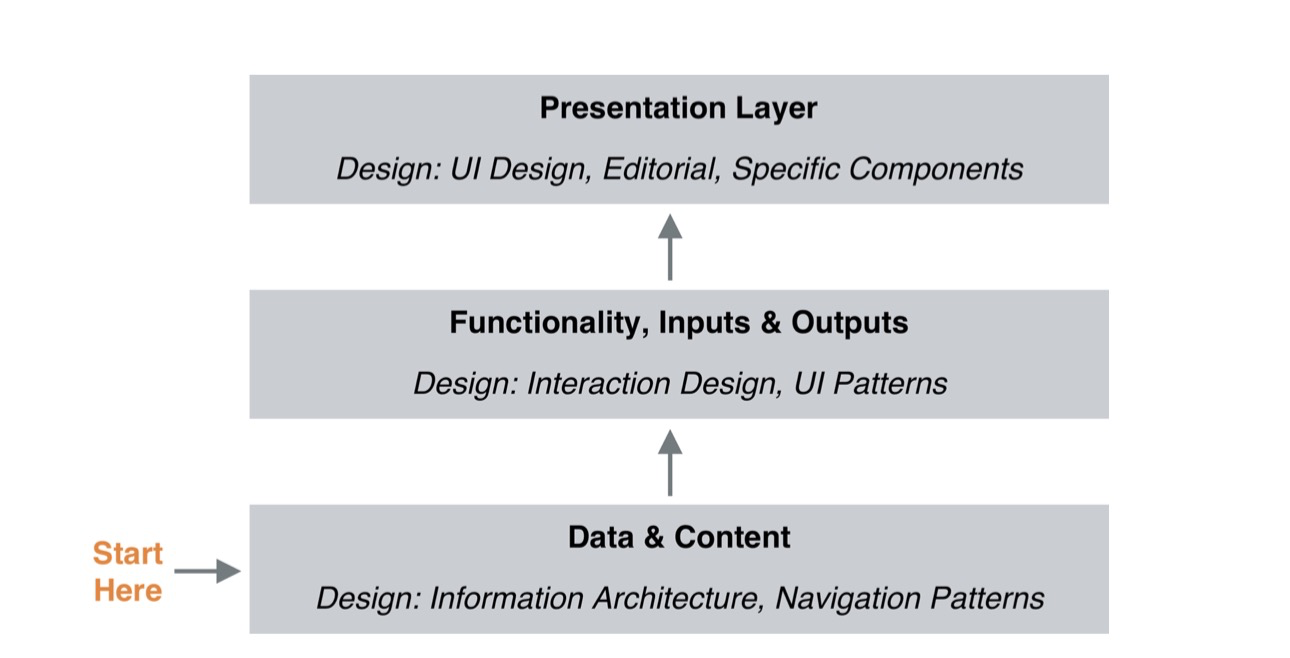 Presentation Layer
Design: UI Design, Editorial, Specific Components
Functionality, Inputs & Outputs
Design: Interaction Design, UI Patterns
Start
Here
Data & Content
Design: Information Architecture, Navigation Patterns